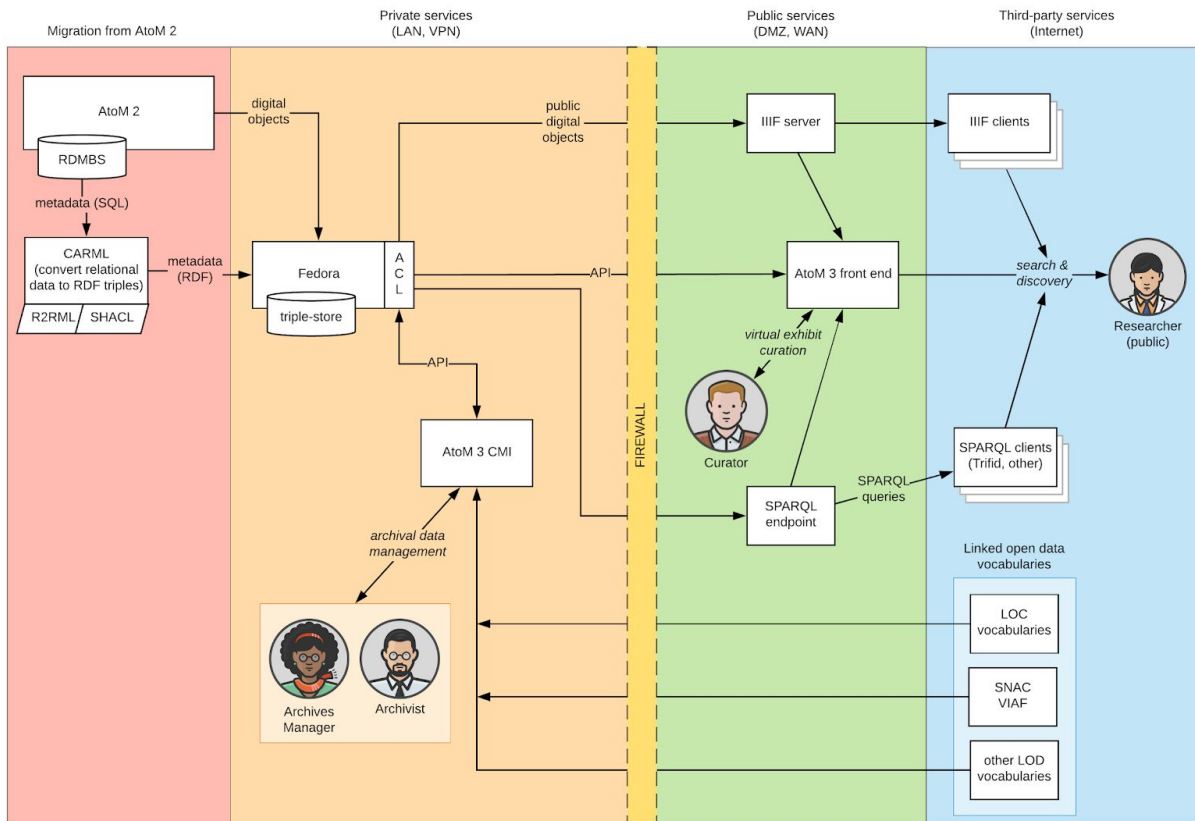 Migration from AtoM 2
Private services
(LAN, VPN)
Public services
(DMZ, WAN)
Third-party services
(Internet)
AtoM 2
RDMBS
metadata (SQL)
CARML
(convert relational
data to RDF triples)
R2RML
SHACL
metadata
(RDF)
digital
objects
Fedora
A
C
L
triple-store
API
AtoM 3 CMI
archival data
management
Archives
Manager
Archivist
public
digital
objects
API
FIREWALL
IIIF server
AtoM 3 front end
virtual exhibit
curation
Curator
SPARQL
endpoint
SPARQL
queries
IIIF clients
search &
discovery
Researcher
(public)
SPARQL clients
(Trifid, other)
Linked open data
vocabularies
LOC
vocabularies
SNAC
VIAF
other LOD
vocabularies